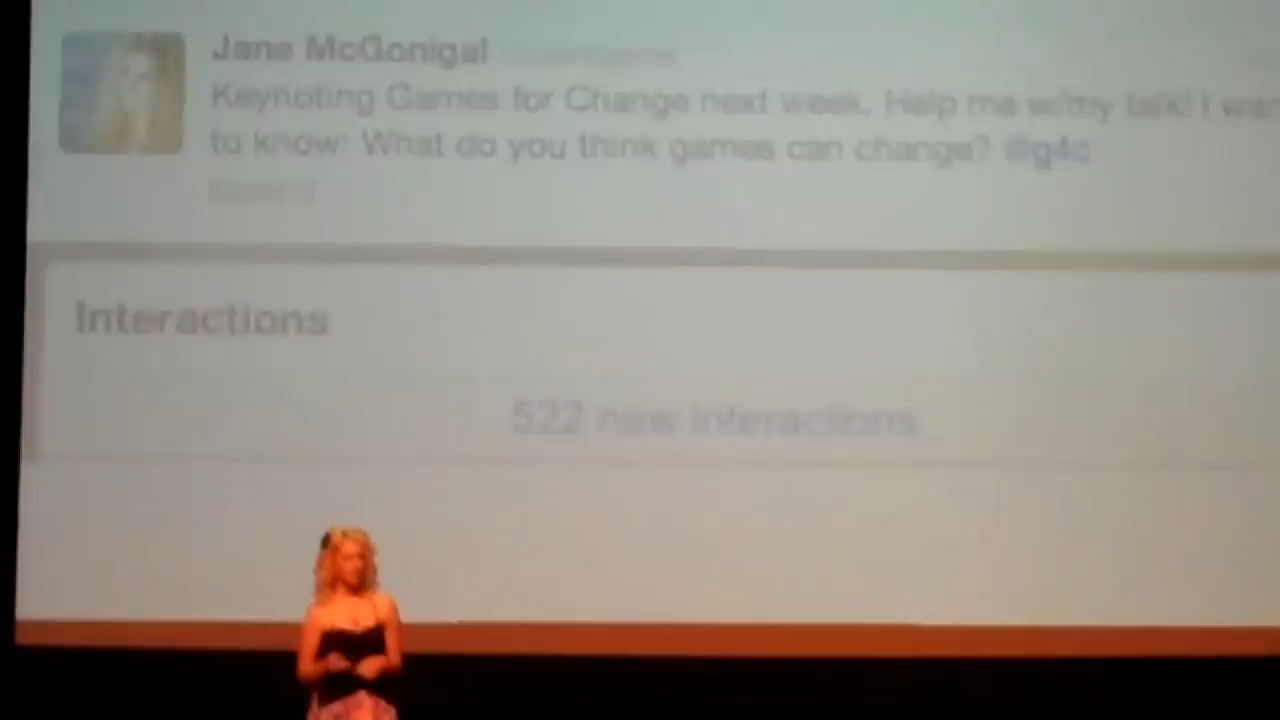 Jane McGonigal
Keynoting Games for Change next week. Help me w/my talk! I
to know: What do you think games can change? @g4c
Interactions
522 new interactions